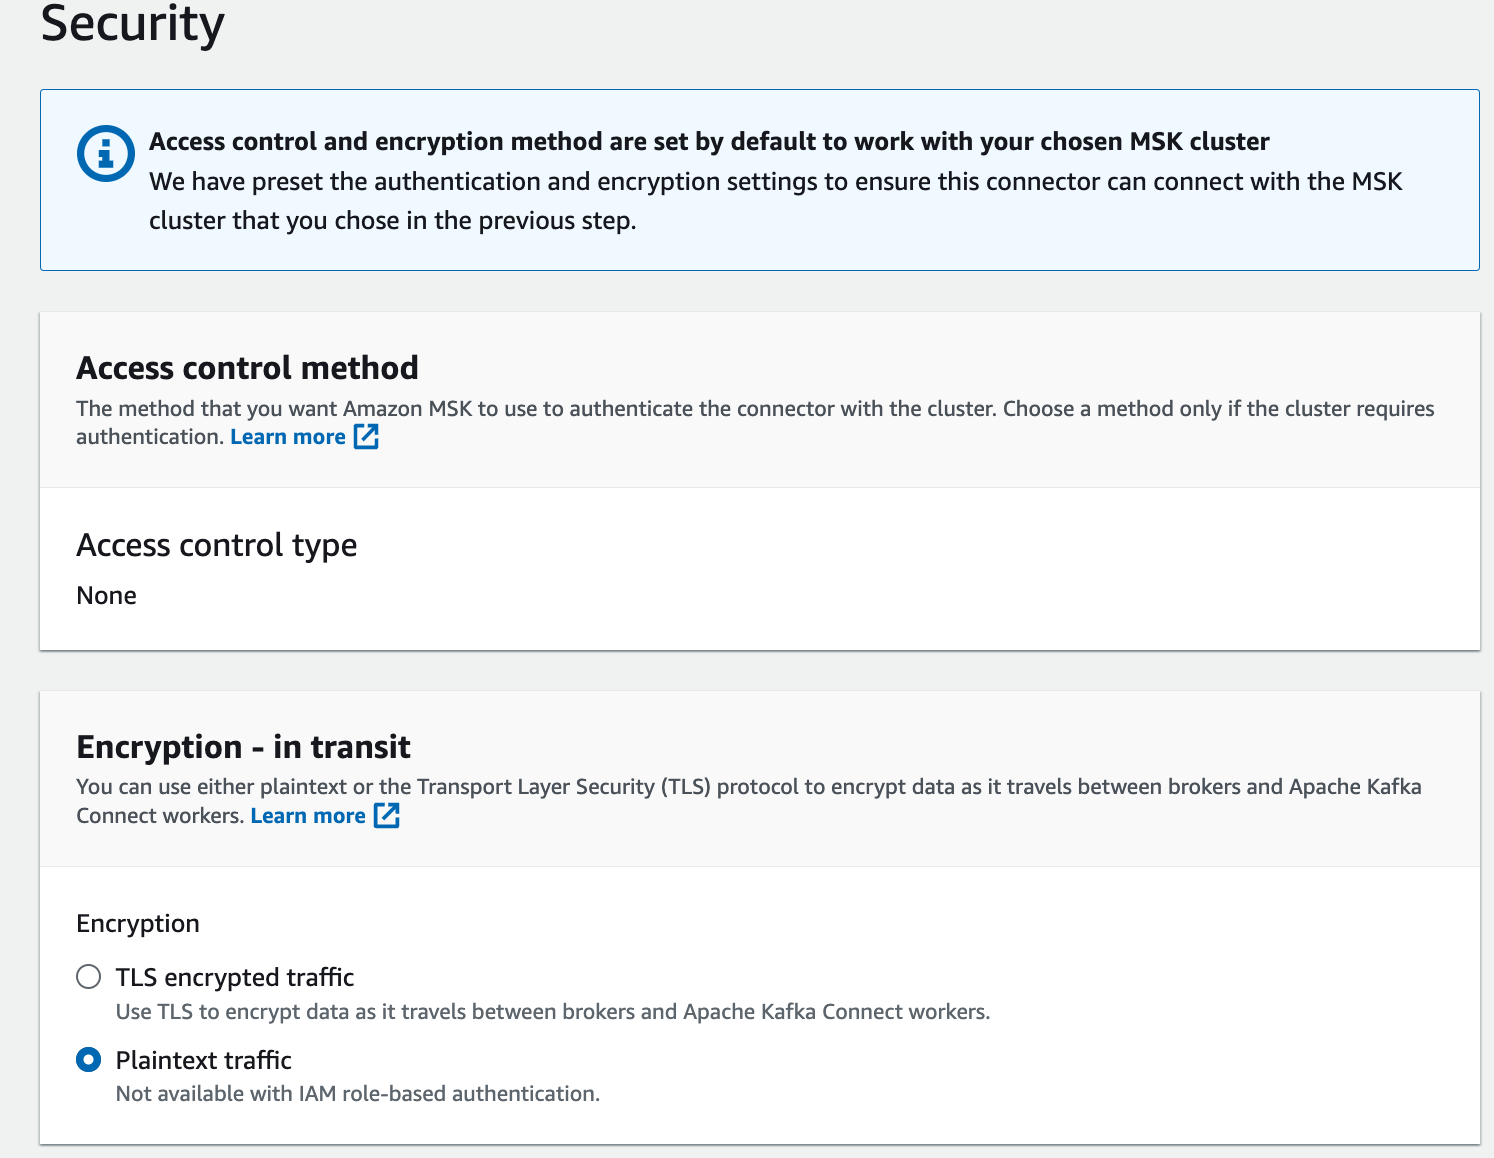 Security
Access control and encryption method are set by default to work with your chosen MSK cluster
We have preset the authentication and encryption settings to ensure this connector can connect with the MSK
cluster that you chose in the previous step.
Access control method
The method that you want Amazon MSK to use to authenticate the connector with the cluster. Choose a method only if the cluster requires
authentication. Learn more
Access control type
None
Encryption - in transit
You can use either plaintext or the Transport Layer Security (TLS) protocol to encrypt data as it travels between brokers and Apache Kafka
Connect workers. Learn more
Encryption
TLS encrypted traffic
Use TLS to encrypt data as it travels between brokers and Apache Kafka Connect workers.
Plaintext traffic
Not available with IAM role-based authentication.